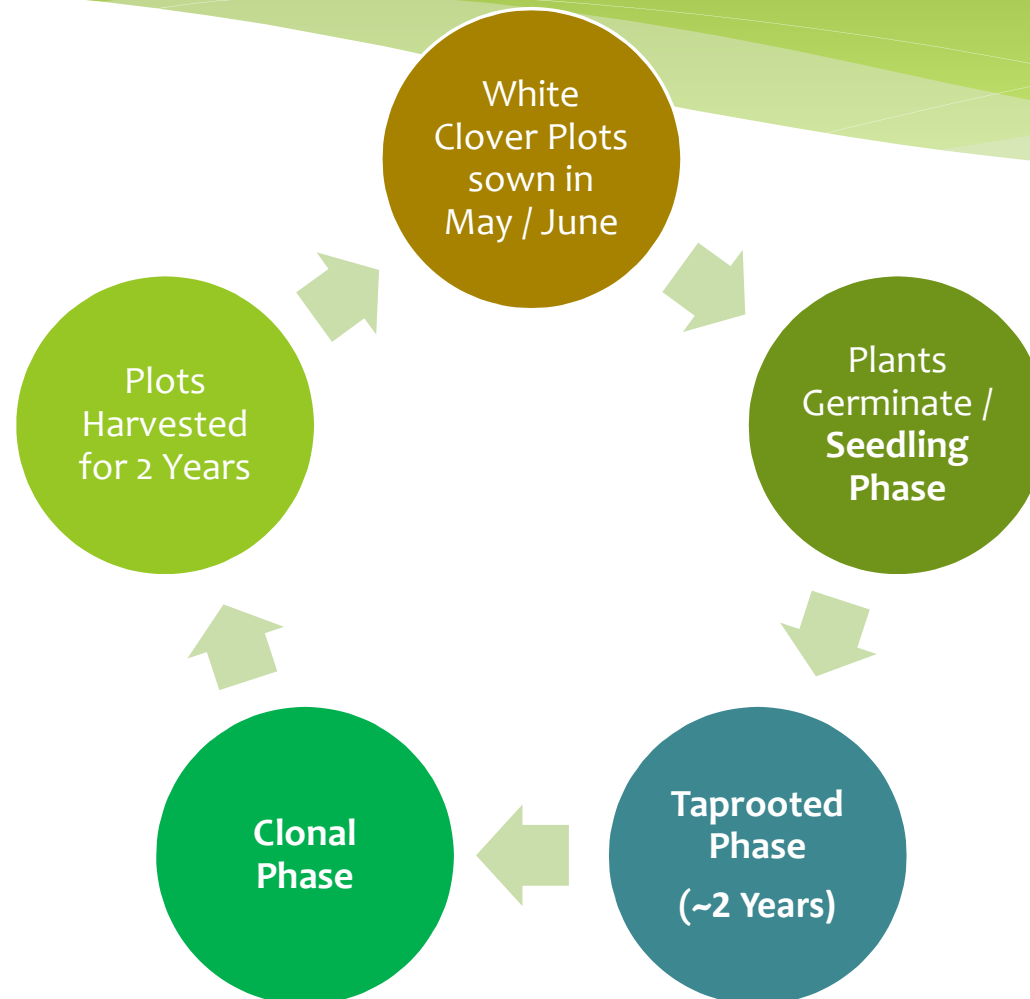 White
Clover Plots
sown in
May / June
Plants
Germinate /
Seedling
Phase
Taprooted
Phase
(~2 Years)
Clonal
Phase
Plots
Harvested
for 2 Years